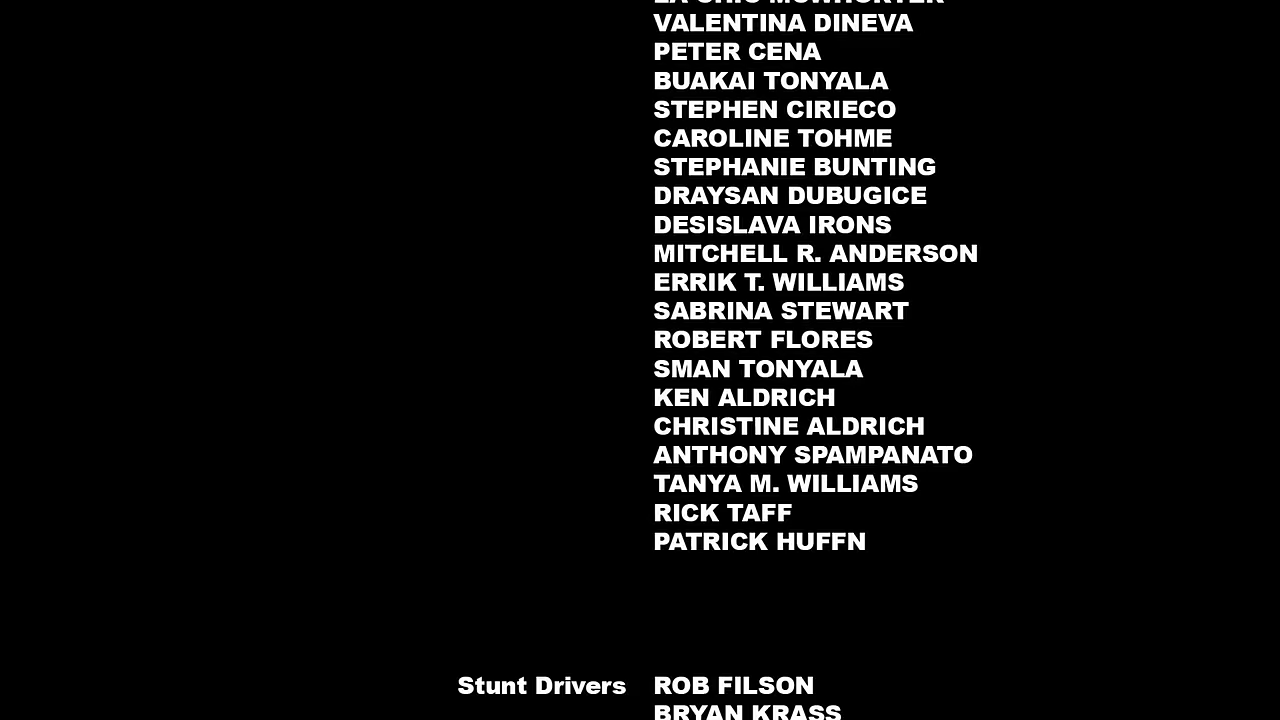 VALENTINA DINEVA
PETER CENA
BUAKAI TONYALA
STEPHEN CIRIECO
CAROLINE TOHME
STEPHANIE BUNTING
DRAYSAN DUBUGICE
DESISLAVA IRONS
MITCHELL R. ANDERSON
ERRIK T. WILLIAMS
SABRINA STEWART
ROBERT FLORES
SMAN TONYALA
KEN ALDRICH
CHRISTINE ALDRICH
ANTHONY SPAMPANATO
TANYA M. WILLIAMS
RICK TAFF
PATRICK HUFFN
Stunt Drivers ROB FILSON
BRYAN KRASS